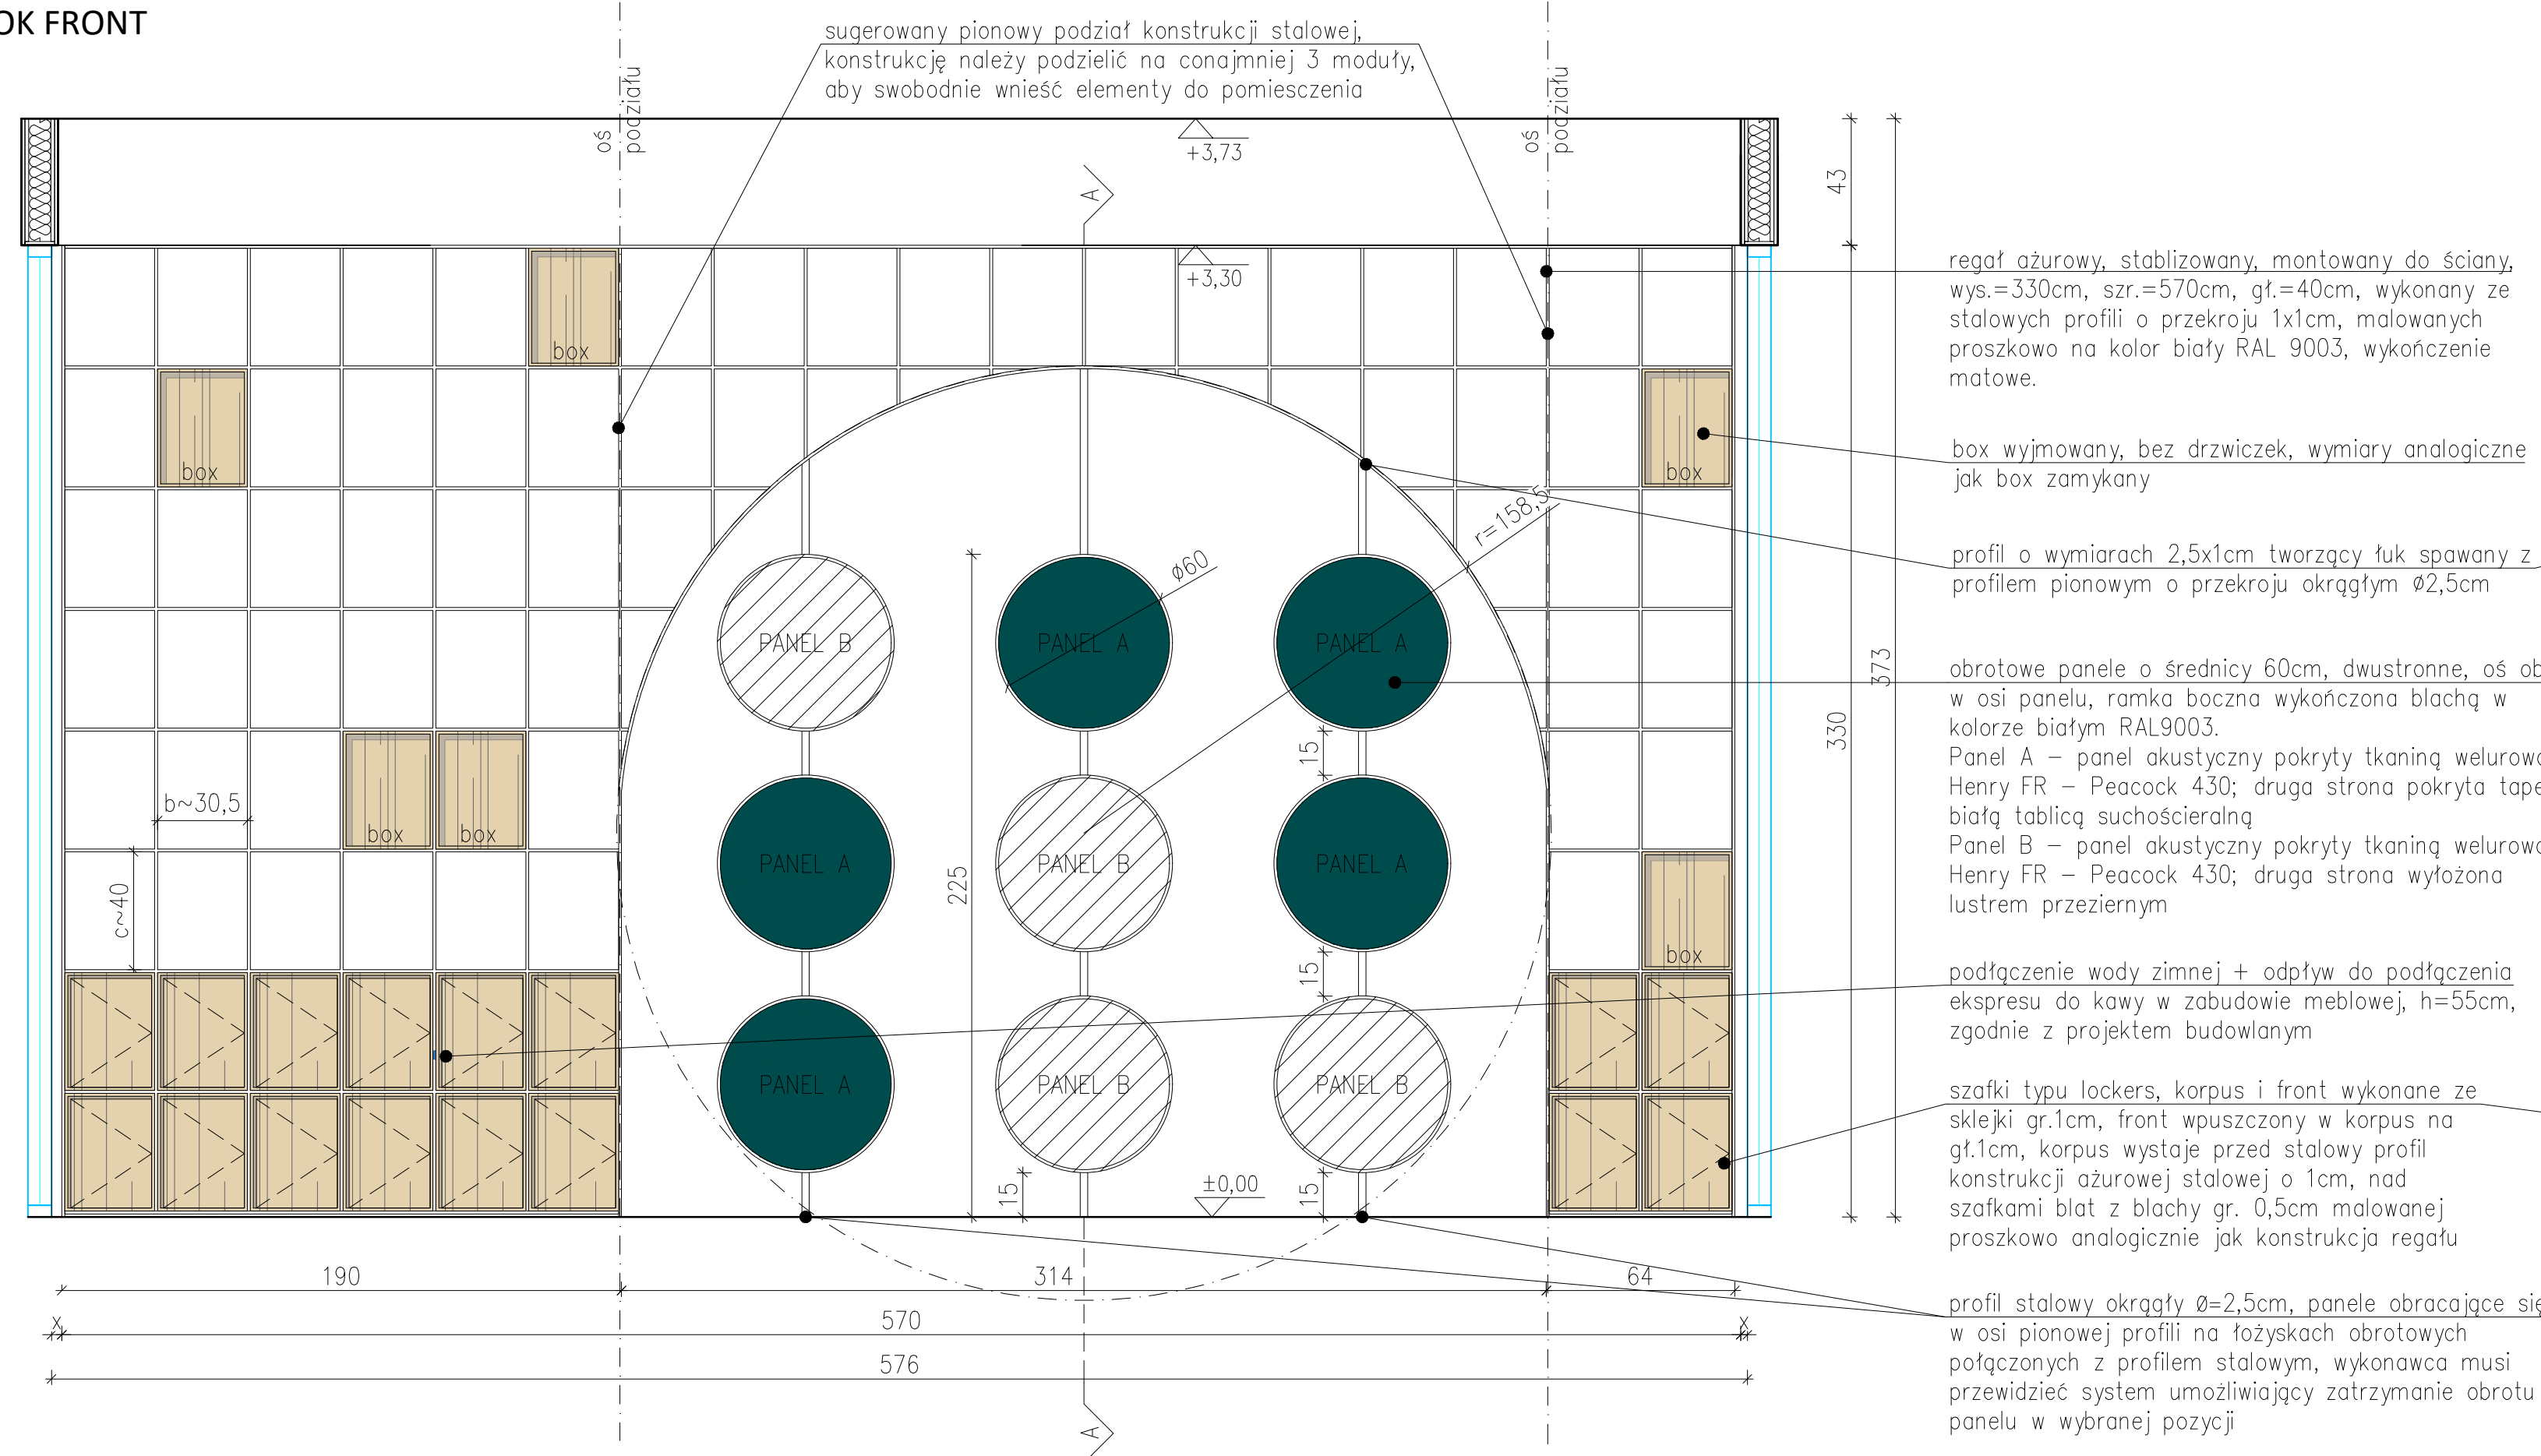 OK FRONT
sugerowany pionowy podział konstrukcji stalowej,
konstrukcję należy podzielić na conajmniej 3 moduły,
aby swobodnie wnieść elementy do pomiesczenia
oś
podziału
oś
podziału
+3,73
A
43
+3,30
box
box
box
regał ażurowy, stablizowany, montowany do ściany,
wys.=330cm, szr.=570cm, gł.=40cm, wykonany ze
stalowych profili o przekroju 1x1cm, malowanych
proszkowo na kolor biały RAL 9003, wykończenie
matowe.
box wyjmowany, bez drzwiczek, wymiary analogiczne
jak box zamykany
r=158,5
profil o wymiarach 2,5x1cm tworzący łuk spawany z
profilem pionowym o przekroju okrągłym ø2,5cm
ø60
PANEL B
PANEL A
PANEL A
373
330
obrotowe panele o średnicy 60cm, dwustronne, oś ob
w osi panelu, ramka boczna wykończona blachą w
kolorze białym RAL9003.
Panel A – panel akustyczny pokryty tkaniną welurowo
Henry FR – Peacock 430; druga strona pokryta tape
białą tablicą suchościeralną
Panel B – panel akustyczny pokryty tkaniną welurowo
Henry FR – Peacock 430; druga strona wyłożona
lustrem przeziernym
15
b~30,5
box
box
c~40
225
PANEL A
PANEL B
PANEL A
box
15
podłączenie wody zimnej + odpływ do podłączenia
ekspresu do kawy w zabudowie meblowej, h=55cm,
zgodnie z projektem budowlanym
PANEL A
PANEL B
PANEL B
szafki typu lockers, korpus i front wykonane ze
sklejki gr.1cm, front wpuszczony w korpus na
gł.1cm, korpus wystaje przed stalowy profil
konstrukcji ażurowej stalowej o 1cm, nad
szafkami blat z blachy gr. 0,5cm malowanej
proszkowo analogicznie jak konstrukcja regału
15
±0,00
15
190
314
64
x
570
x
576
A
profil stalowy okrągły Ø=2,5cm, panele obracające się
w osi pionowej profili na łożyskach obrotowych
połączonych z profilem stalowym, wykonawca musi
przewidzieć system umożliwiający zatrzymanie obrotu
panelu w wybranej pozycji